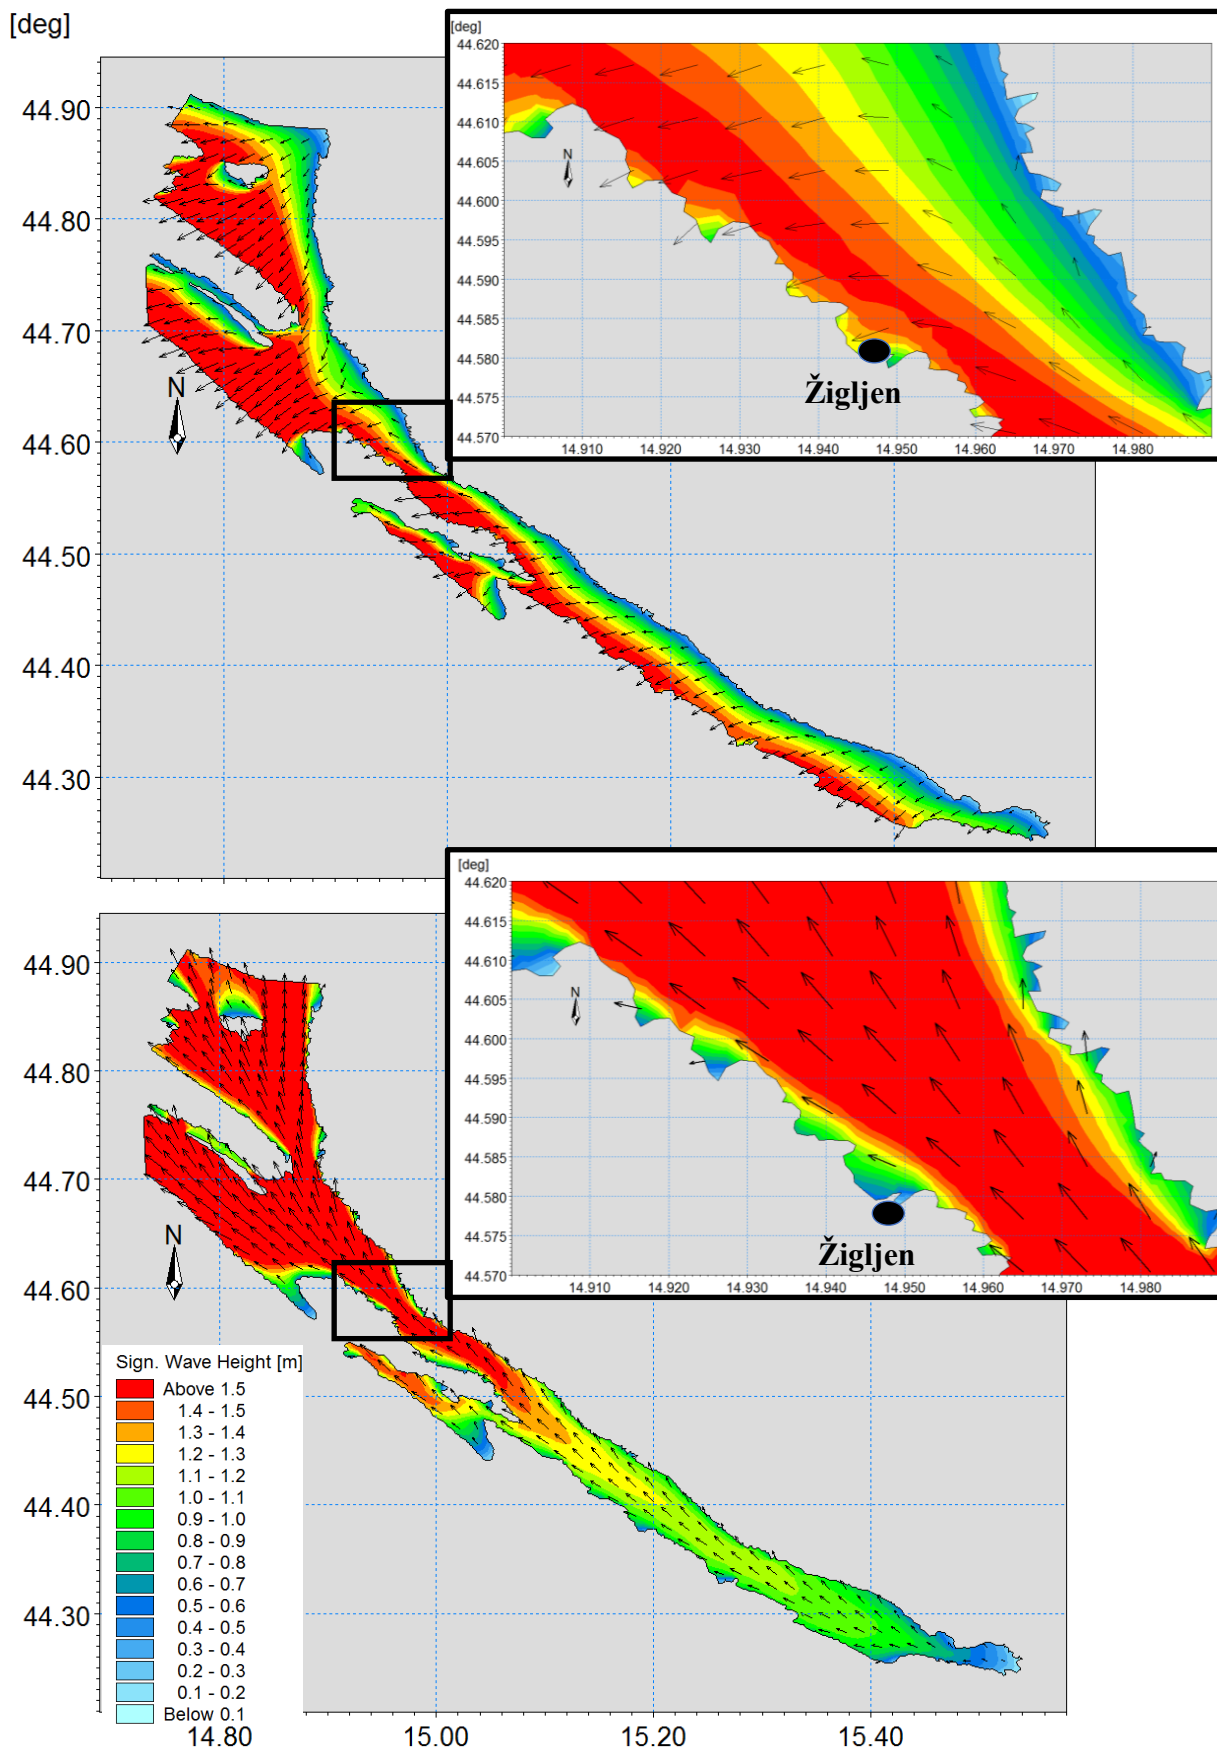 [deg]
44.90
44.80
44.70
44.60
44.50
44.40
44.30
N
[deg]
44.620
44.615
44.610
44.605
44.600
44.595
44.590
44.585
44.580
44.575
44.570
N
Žigljen
14.910 14.920 14.930 14.940 14.950 14.960 14.970 14.980
[deg]
44.620
44.615
44.610
44.605
44.600
44.595
44.590
44.585
44.580
44.575
44.570
N
Žigljen
14.910 14.920 14.930 14.940 14.950 14.960 14.970 14.980
44.90
44.80
44.70
44.60
44.50
44.40
44.30
N
Sign. Wave Height [m]
Above 1.5
1.4 - 1.5
1.3 - 1.4
1.2 - 1.3
1.1 - 1.2
1.0 - 1.1
0.9 - 1.0
0.8 - 0.9
0.7 - 0.8
0.6 - 0.7
0.5 - 0.6
0.4 - 0.5
0.3 - 0.4
0.2 - 0.3
0.1 - 0.2
Below 0.1
14.80 15.00 15.20 15.40